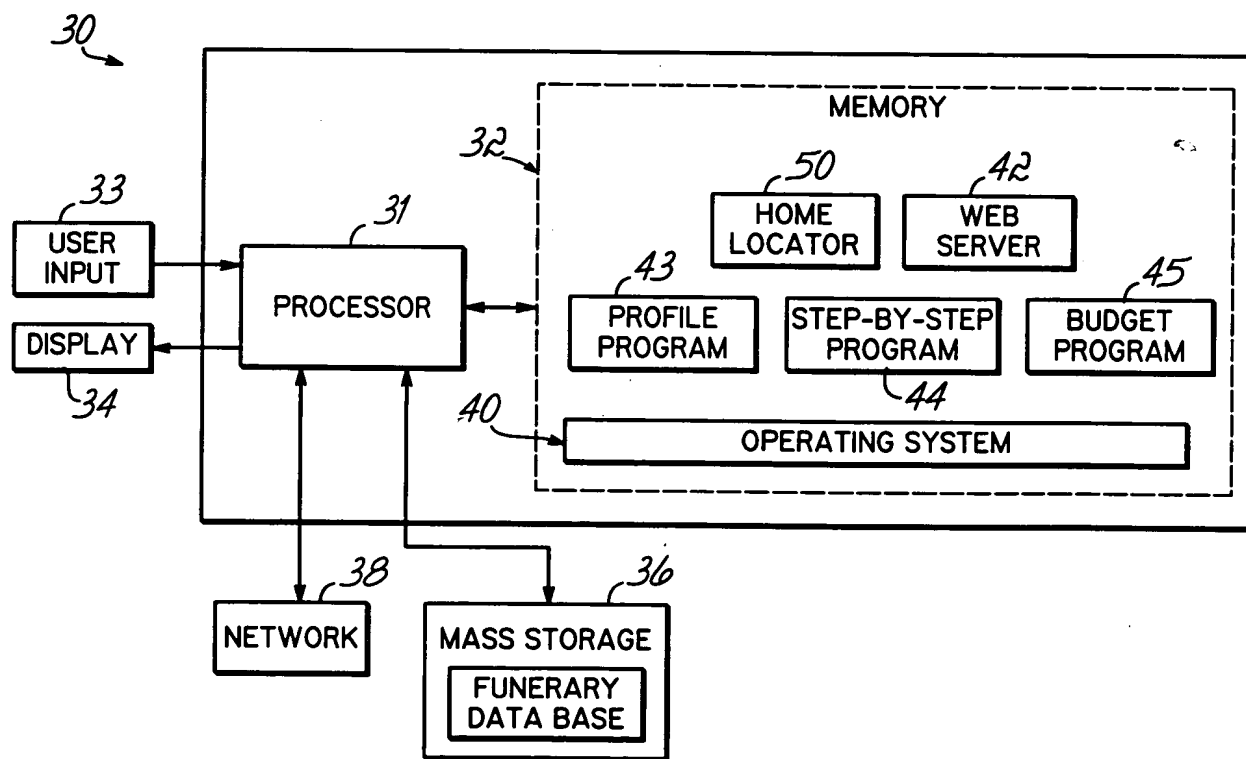 30
MEMORY
32
50
HOME
LOCATOR
42
WEB
SERVER
33
USER
INPUT
31
PROCESSOR
43
PROFILE
PROGRAM
STEP-BY-STEP
PROGRAM
44
45
BUDGET
PROGRAM
DISPLAY
34
40
OPERATING SYSTEM
38
NETWORK
36
MASS STORAGE
FUNERARY
DATA BASE